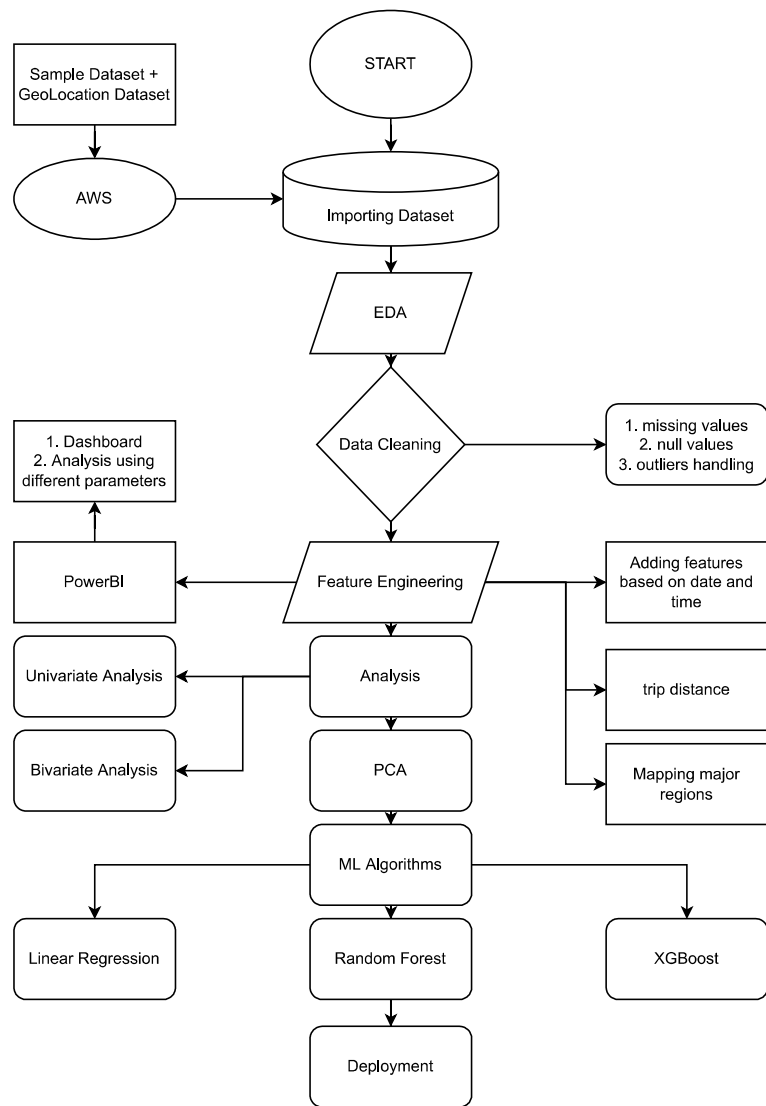 Sample Dataset +
GeoLocation Dataset
START
AWS
Importing Dataset
EDA
Data Cleaning
1. missing values
2. null values
3. outliers handling
1. Dashboard
2. Analysis using
different parameters
PowerBI
Feature Engineering
Adding features
based on date and
time
Univariate Analysis
Analysis
trip distance
Bivariate Analysis
PCA
Mapping major
regions
ML Algorithms
Linear Regression
Random Forest
XGBoost
Deployment